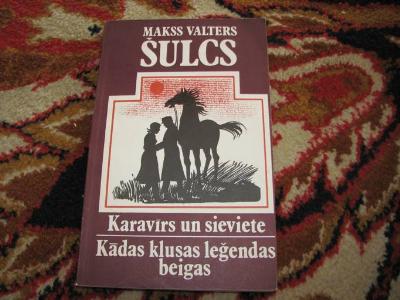 MAKSS VALTERS
ŠULCS
Karavīrs un sieviete
Kādas klusas leģendas
beigas